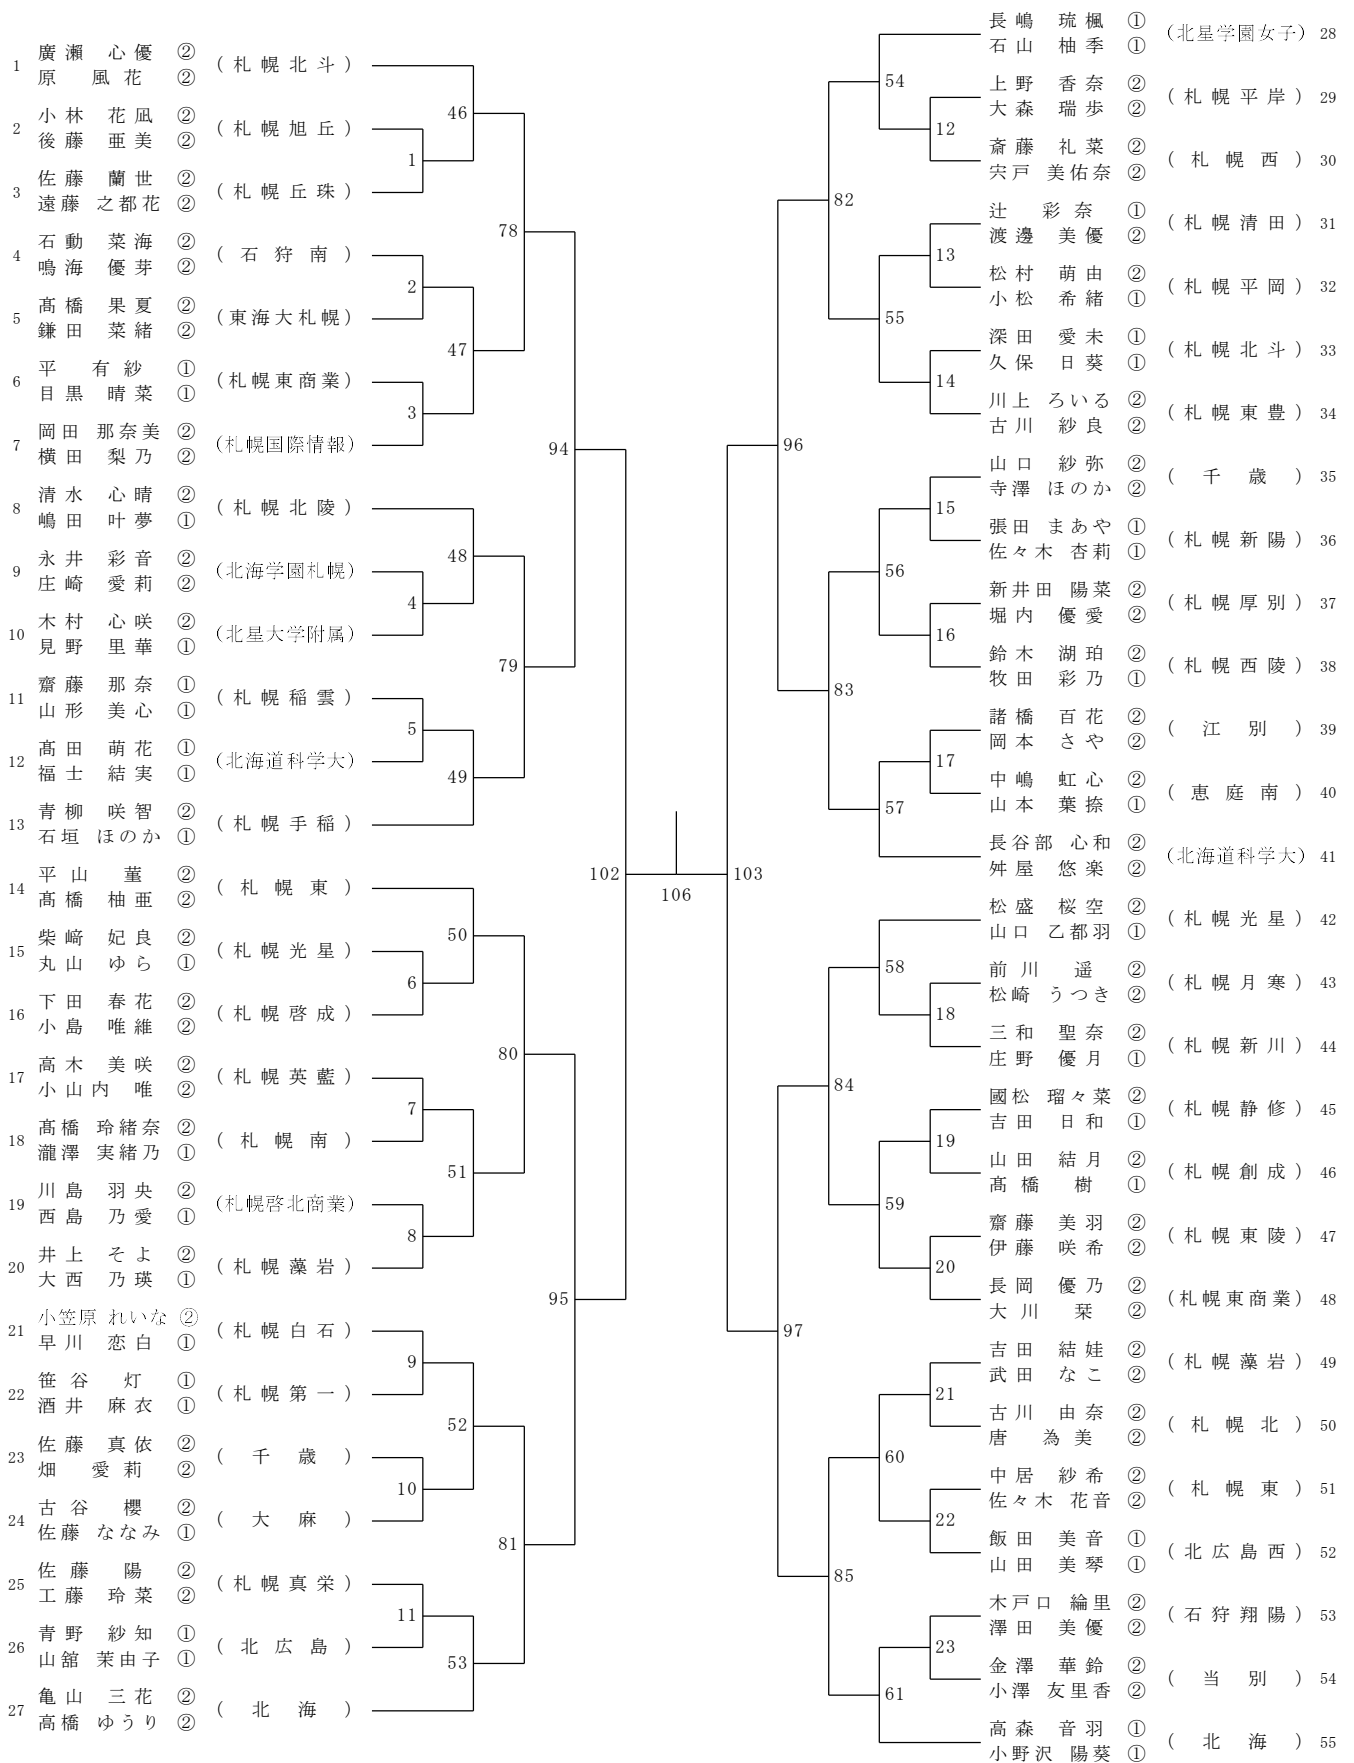 1 廣瀬 心優 ② (札幌北斗)
原 風花 ②
2 小林 花凪 ② (札幌旭丘)
後藤 亜美 ②
3 佐藤 蘭世 ② (札幌丘珠)
遠藤 之都花 ②
4 石動 菜海 ② (石狩南)
鳴海 優芽 ②
5 髙橋 果夏 ② (東海大札幌)
鎌田 菜緒 ②
6 平 有紗 ① (札幌東商業)
目黒 晴菜 ①
7 岡田 那奈美 ② (札幌国際情報)
横田 梨乃 ②
8 清水 心晴 ② (札幌北陵)
嶋田 叶夢 ①
9 永井 彩音 ② (北海学園札幌)
庄崎 愛莉 ②
10 木村 心咲 ② (北星大学附属)
見野 里華 ①
11 齋藤 那奈 ① (札幌稲雲)
山形 美心 ①
12 髙田 萌花 ① (北海道科学大)
福士 結実 ①
13 青柳 咲智 ② (札幌手稲)
石垣 ほのか ①
14 平山 菫 ② (札幌東)
髙橋 柚亜 ②
15 柴﨑 妃良 ② (札幌光星)
丸山 ゆら ①
16 下田 春花 ② (札幌啓成)
小島 唯維 ②
17 高木 美咲 ② (札幌英藍)
小山内 唯 ②
18 髙橋 玲緒奈 ② (札幌南)
瀧澤 実緒乃 ①
19 川島 羽央 ② (札幌啓北商業)
西島 乃愛 ①
20 井上 そよ ② (札幌藻岩)
大西 乃瑛 ①
21 小笠原 れいな ② (札幌白石)
早川 恋白 ①
22 笹谷 灯 ① (札幌第一)
酒井 麻衣 ①
23 佐藤 真依 ② (千歳)
畑 愛莉 ②
24 古谷 櫻 ② (大麻)
佐藤 ななみ ①
25 佐藤 陽 ② (札幌真栄)
工藤 玲菜 ②
26 青野 紗知 ① (北広島)
山舘 茉由子 ①
27 亀山 三花 ② (北海)
高橋 ゆうり ②
1
2
3
4
5
6
7
8
9
10
11
46
47
48
49
50
51
52
53
78
79
80
81
94
95
102
106
103
96
97
82
83
84
85
54
55
56
57
58
59
60
61
12
13
14
15
16
17
18
19
20
21
22
23
長嶋 琉楓 ① (北星学園女子) 28
石山 柚季 ①
上野 香奈 ② (札幌平岸) 29
大森 瑞歩 ②
斎藤 礼菜 ② (札幌西) 30
宍戸 美佑奈 ②
辻 彩奈 ① (札幌清田) 31
渡邊 美優 ②
松村 萌由 ② (札幌平岡) 32
小松 希緒 ①
深田 愛未 ① (札幌北斗) 33
久保 日葵 ①
川上 ろいる ② (札幌東豊) 34
古川 紗良 ②
山口 紗弥 ② (千歳) 35
寺澤 ほのか ②
張田 まあや ① (札幌新陽) 36
佐々木 杏莉 ①
新井田 陽菜 ② (札幌厚別) 37
堀内 優愛 ②
鈴木 湖珀 ② (札幌西陵) 38
牧田 彩乃 ①
諸橋 百花 ② (江別) 39
岡本 さや ②
中嶋 虹心 ② (恵庭南) 40
山本 葉捺 ①
長谷部 心和 ② (北海道科学大) 41
舛屋 悠楽 ②
松盛 桜空 ② (札幌光星) 42
山口 乙都羽 ①
前川 遥 ② (札幌月寒) 43
松崎 うつき ②
三和 聖奈 ② (札幌新川) 44
庄野 優月 ①
國松 瑠々菜 ② (札幌静修) 45
吉田 日和 ①
山田 結月 ② (札幌創成) 46
髙橋 樹 ①
齋藤 美羽 ② (札幌東陵) 47
伊藤 咲希 ②
長岡 優乃 ② (札幌東商業) 48
大川 栞 ②
吉田 結娃 ② (札幌藻岩) 49
武田 なこ ②
古川 由奈 ② (札幌北) 50
唐 為美 ②
中居 紗希 ② (札幌東) 51
佐々木 花音 ②
飯田 美音 ① (北広島西) 52
山田 美琴 ①
木戸口 綸里 ② (石狩翔陽) 53
澤田 美優 ②
金澤 華鈴 ② (当別) 54
小澤 友里香 ②
高森 音羽 ① (北海) 55
小野沢 陽葵 ①